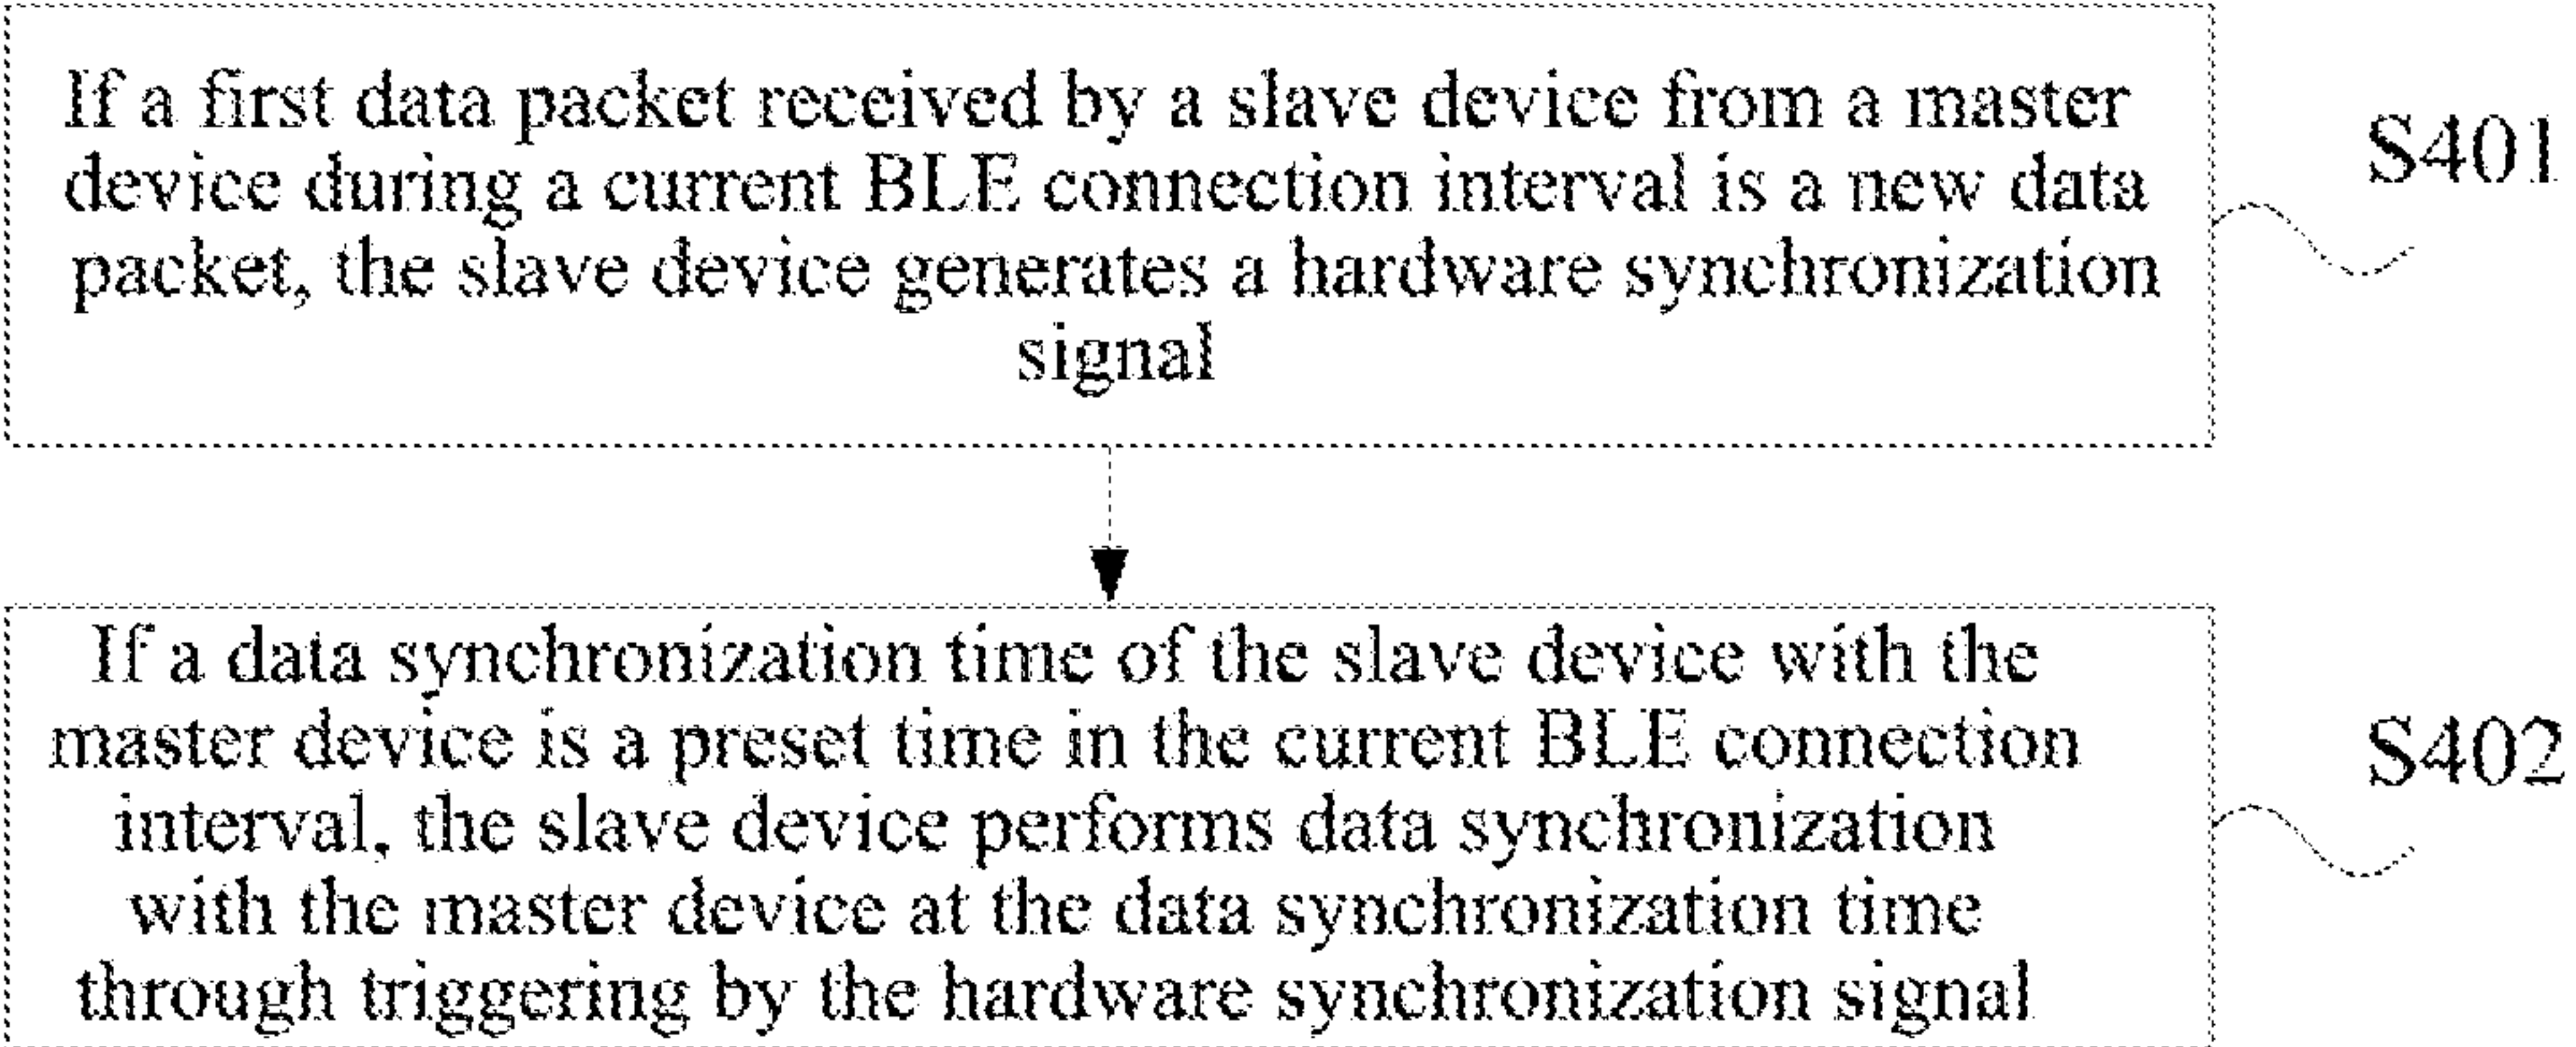 If a first data packet received by a slave device from a master
device during a current BLE connection interval is a new data
packet, the slave device generates a hardware synchronization
signal
S401
If a data synchronization time of the slave device with the
master device is a preset time in the current BLE connection
interval, the slave device performs data synchronization
with the master device at the data synchronization time
through triggering by the hardware synchronization signal
S402